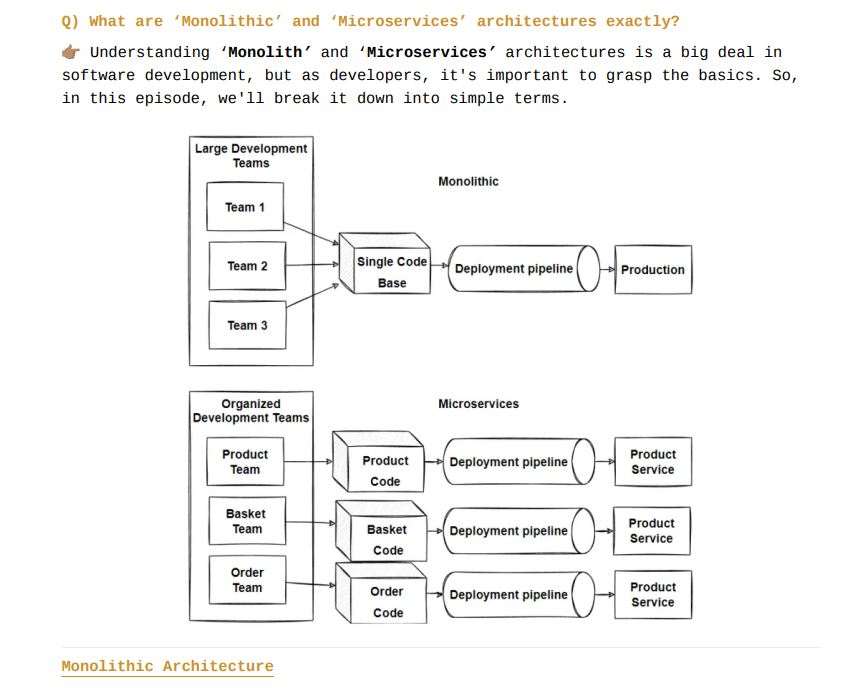 Q) What are ‘Monolithic’ and ‘Microservices’ architectures exactly?
👉🏽 Understanding ‘Monolith’ and ‘Microservices’ architectures is a big deal in
software development, but as developers, it's important to grasp the basics. So,
in this episode, we'll break it down into simple terms.
Large Development
Teams
Monolithic
Team 1
Team 2
Team 3
Single Code
Base
Deployment pipeline
Production
Organized
Development Teams
Microservices
Product
Team
Product
Code
Deployment pipeline
Product
Service
Basket
Team
Basket
Code
Deployment pipeline
Product
Service
Order
Team
Order
Code
Deployment pipeline
Product
Service
Monolithic Architecture